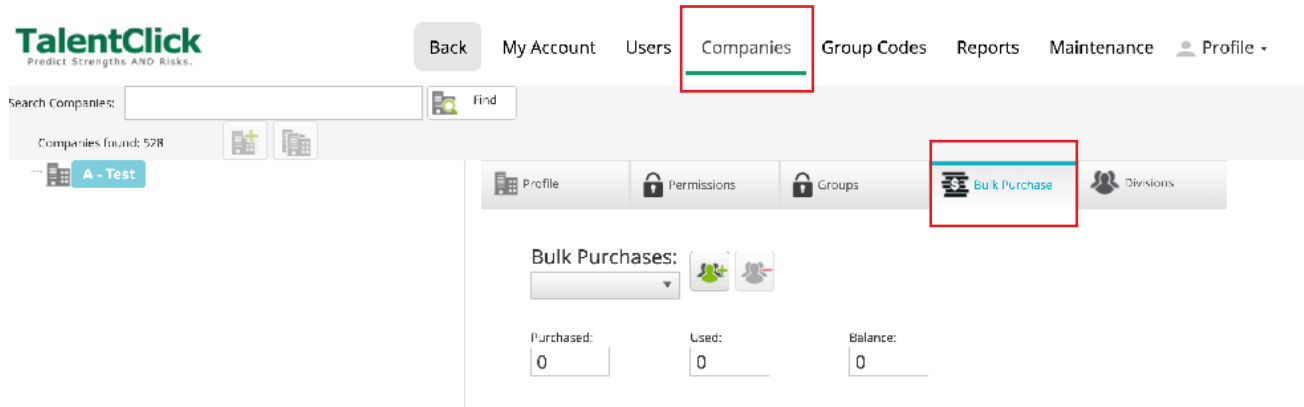 TalentClick
Predict Strengths AND Risks.
Back My Account Users Companies Group Codes Reports Maintenance Profile
Search Companies: Find
Companies found: 528
A - Test
Profile Permissions Groups Bulk Purchase Divisions
Bulk Purchases:
Purchased: Used: Balance:
0 0 0